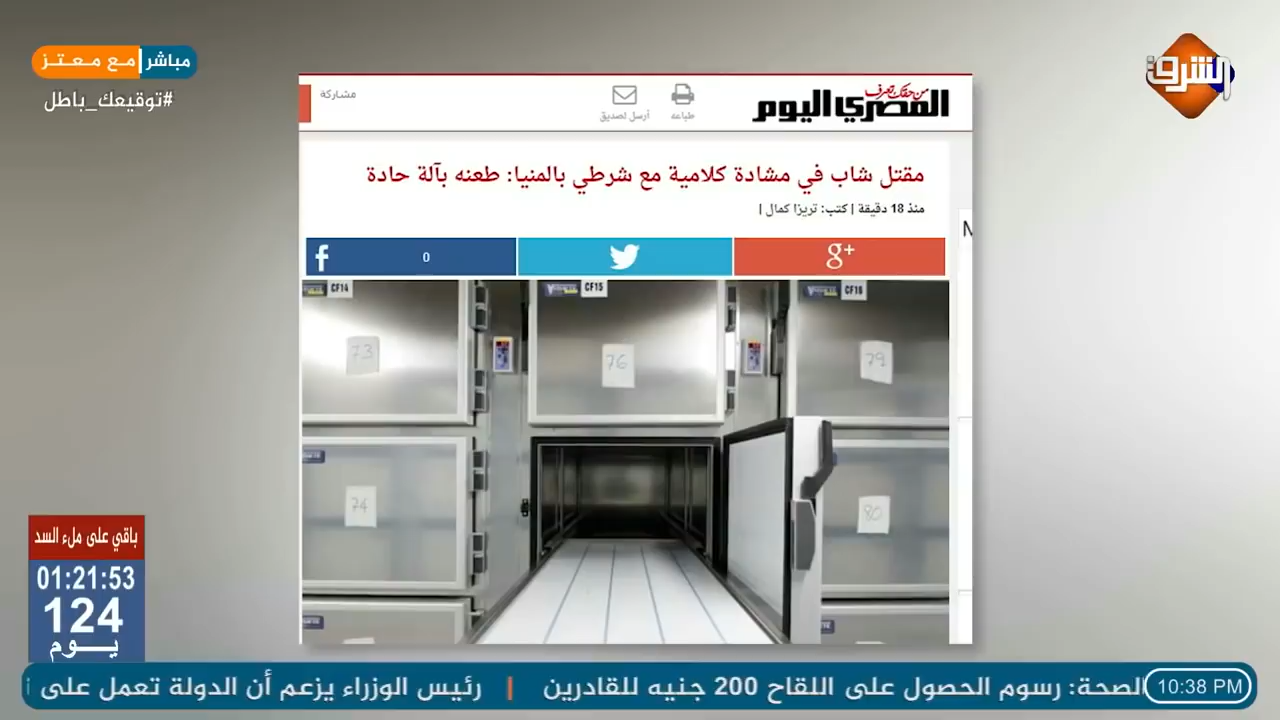 مباشر مع معتز
#توقيعك_باطل
الشرق
من حقك تعرف
المصري اليوم
طباعه
أرسل لصديق
مشاركة
مقتل شاب في مشادة كلامية مع شرطي بالمنيا: طعنه بآلة حادة
منذ 18 دقيقة | كتب: تريزا كمال |
f 0
g+
CF14
CF15
CF16
73
76
79
74
80
باقي على ملء السد
01:21:53
124
يـــوم
الصحة: رسوم الحصول على اللقاح 200 جنيه للقادرين | رئيس الوزراء يزعم أن الدولة تعمل على
10:38 PM